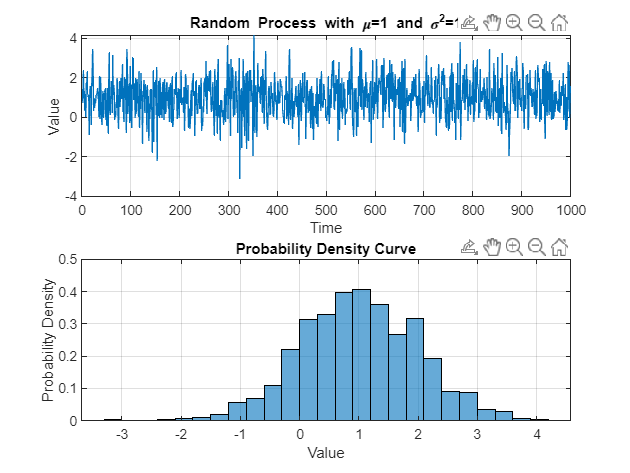 Random Process with μ=1 and σ²=1
4
2
0
-2
-4
Value
0 100 200 300 400 500 600 700 800 900 1000
Time
Probability Density Curve
0.5
0.4
0.3
0.2
0.1
0
Probability Density
-3 -2 -1 0 1 2 3 4
Value